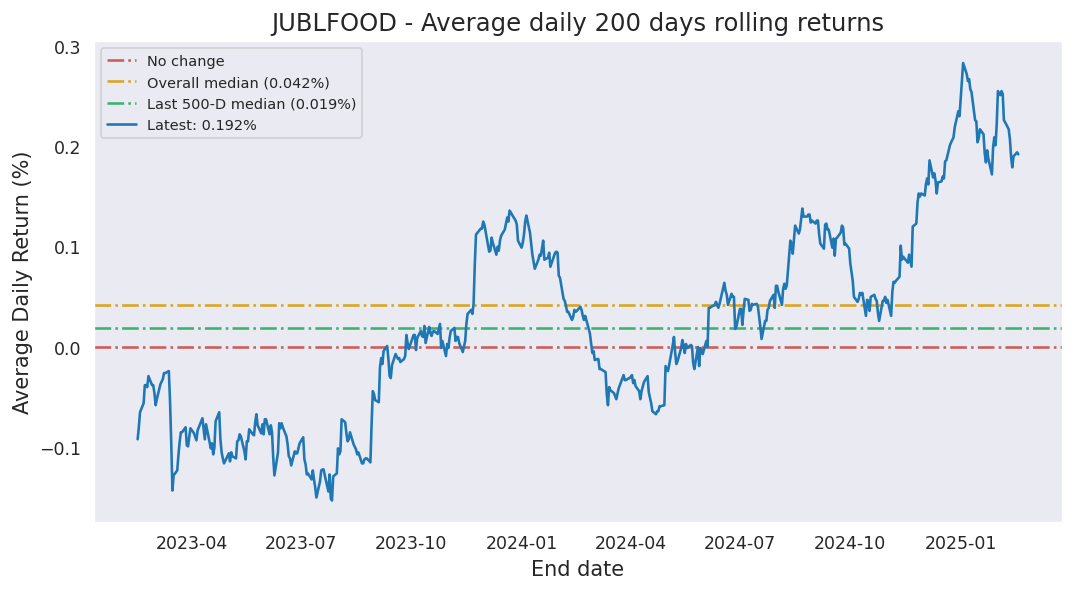 JUBLFOOD - Average daily 200 days rolling returns
No change
Overall median (0.042%)
Last 500-D median (0.019%)
Latest: 0.192%
Average Daily Return (%)
0.3
0.2
0.1
0.0
−0.1
2023-04 2023-07 2023-10 2024-01 2024-04 2024-07 2024-10 2025-01
End date